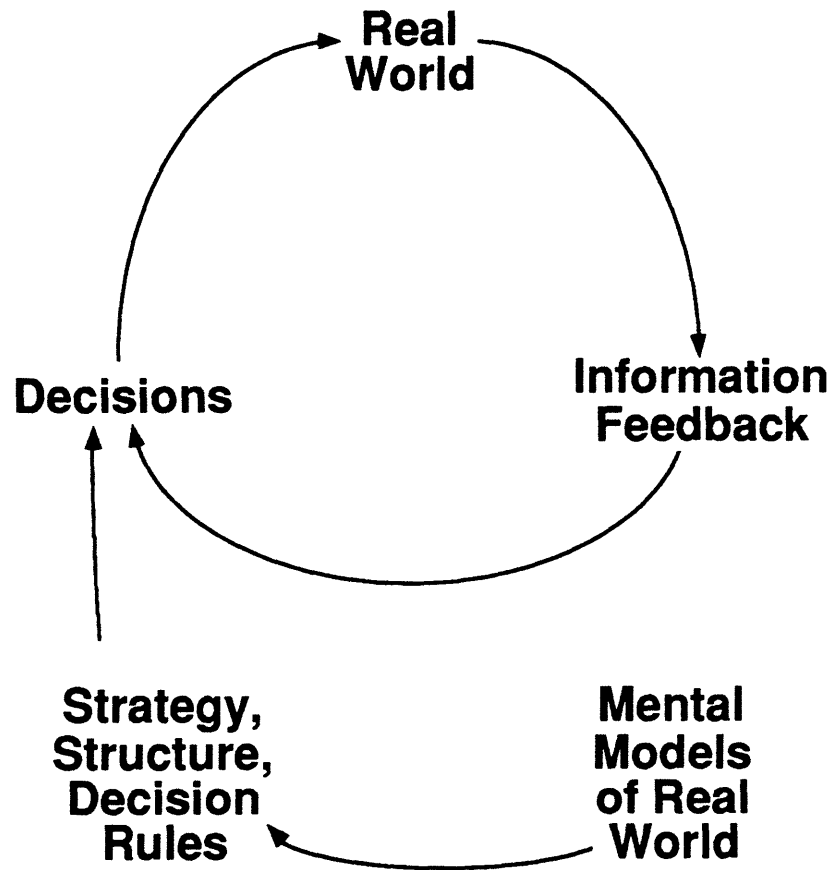 Real
World
Decisions
Information
Feedback
Strategy,
Structure,
Decision
Rules
Mental
Models
of Real
World